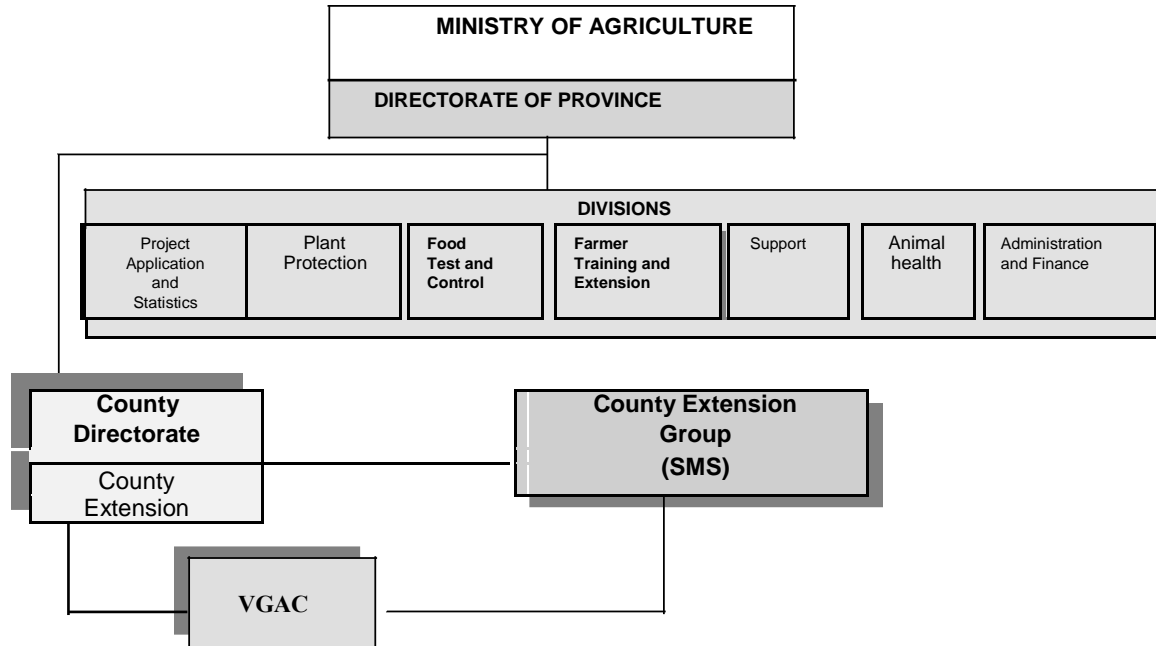 MINISTRY OF AGRICULTURE
DIRECTORATE OF PROVINCE
DIVISIONS
Project
Application
and
Statistics
Plant
Protection
Food
Test and
Control
Farmer
Training and
Extension
Support
Animal
health
Administration
and Finance
County
Directorate
County
Extension
County Extension
Group
(SMS)
VGAC